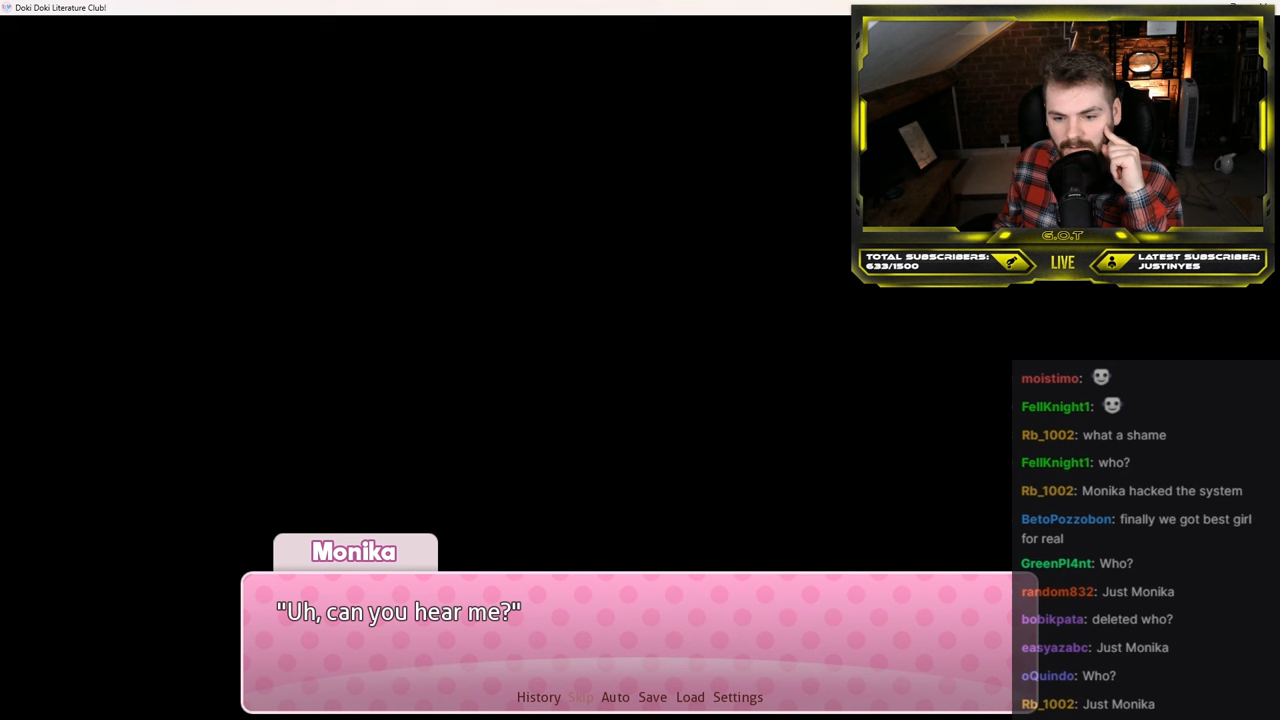 Doki Doki Literature Club!
G.O.T
TOTAL SUBSCRIBERS:
633/1500
LIVE
LATEST SUBSCRIBER:
JUSTINYES
moistimo:
FellKnight1:
Rb_1002: what a shame
FellKnight1: who?
Rb_1002: Monika hacked the system
BetoPozzobon: finally we got best girl
for real
GreenPl4nt: Who?
random832: Just Monika
bobikpata: deleted who?
easyazabc: Just Monika
oQuindo: Who?
Rb_1002: Just Monika
Monika
"Uh, can you hear me?"
History Skip Auto Save Load Settings